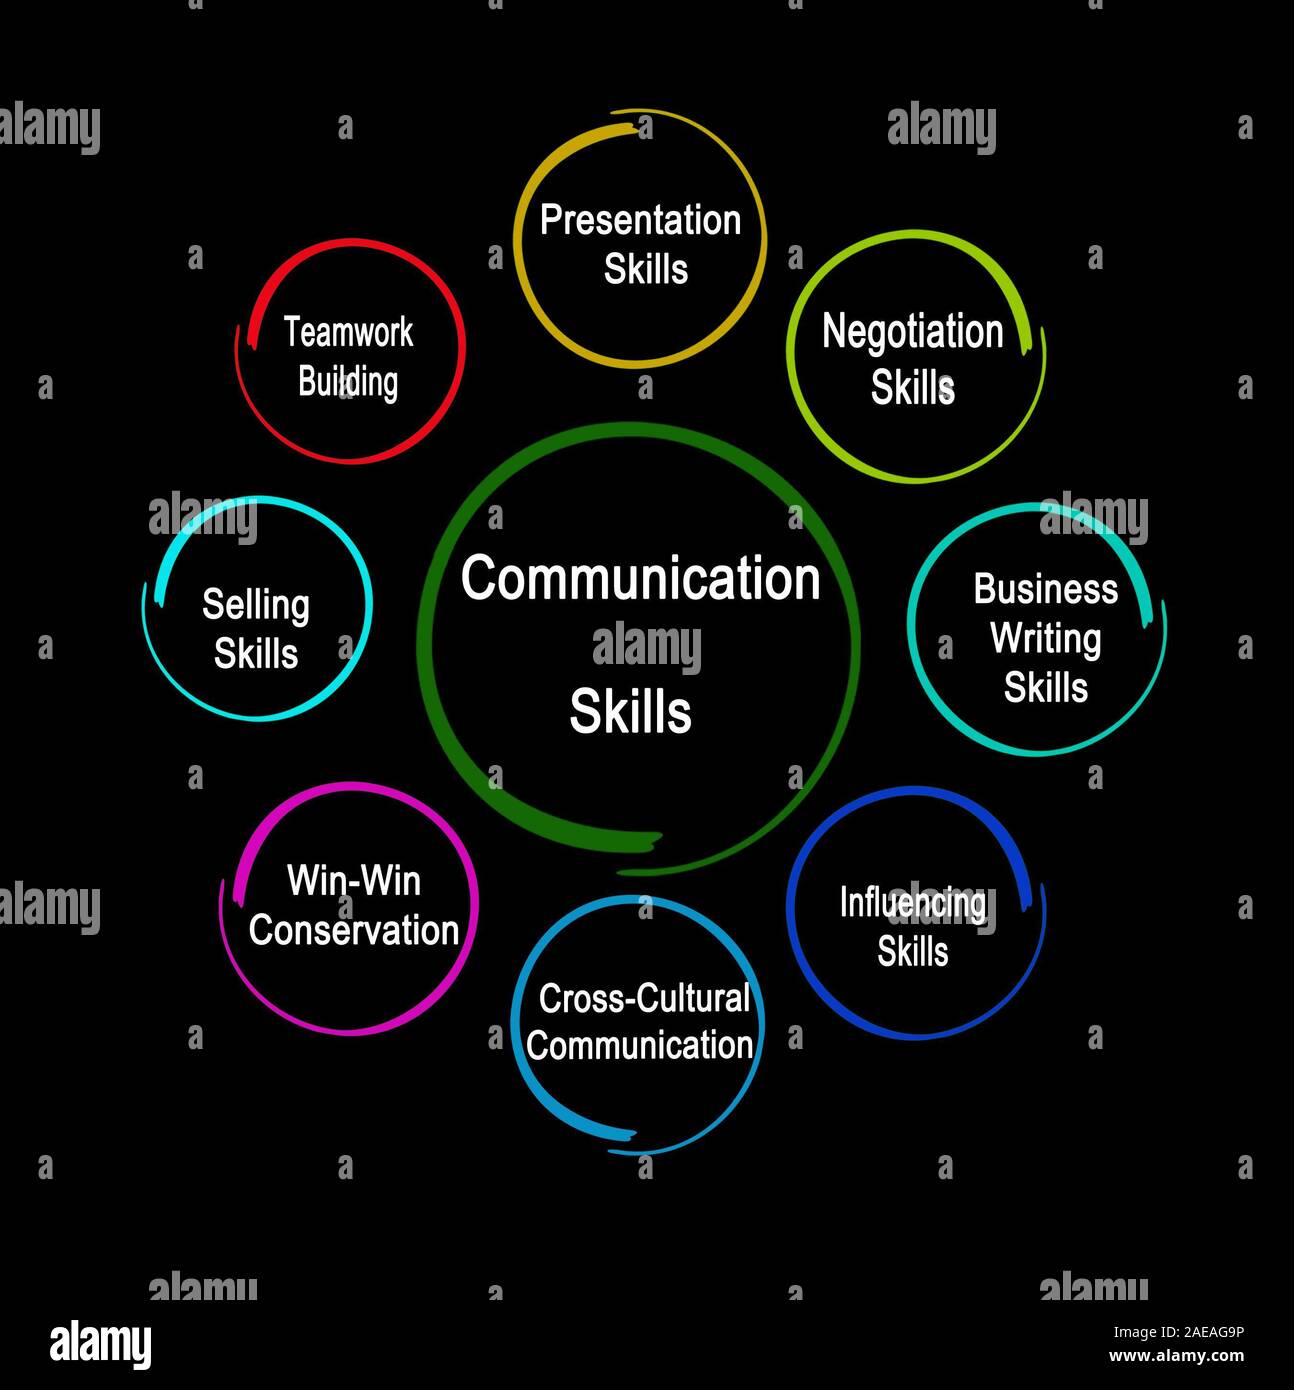 Presentation
Skills
Negotiation
Skills
Teamwork
Building
Communication
Skills
Business
Writing
Skills
Selling
Skills
Win-Win
Conservation
Influencing
Skills
Cross-Cultural
Communication
alamy
Image ID: 2AEAG9P
www.alamy.com